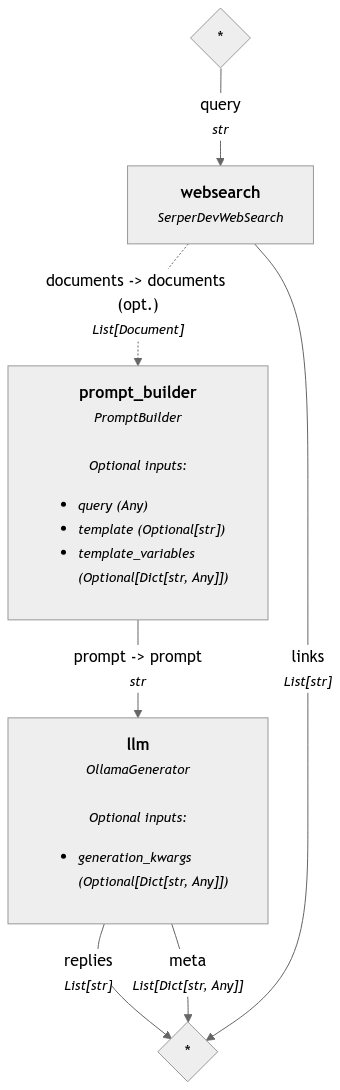 *
query
str
websearch
SerperDevWebSearch
documents -> documents
(opt.)
List[Document]
prompt_builder
PromptBuilder
Optional inputs:
• query (Any)
• template (Optional[str])
• template_variables
(Optional[Dict[str, Any]])
prompt -> prompt
str
links
List[str]
llm
OllamaGenerator
Optional inputs:
• generation_kwargs
(Optional[Dict[str, Any]])
replies
List[str]
meta
List[Dict[str, Any]]
*